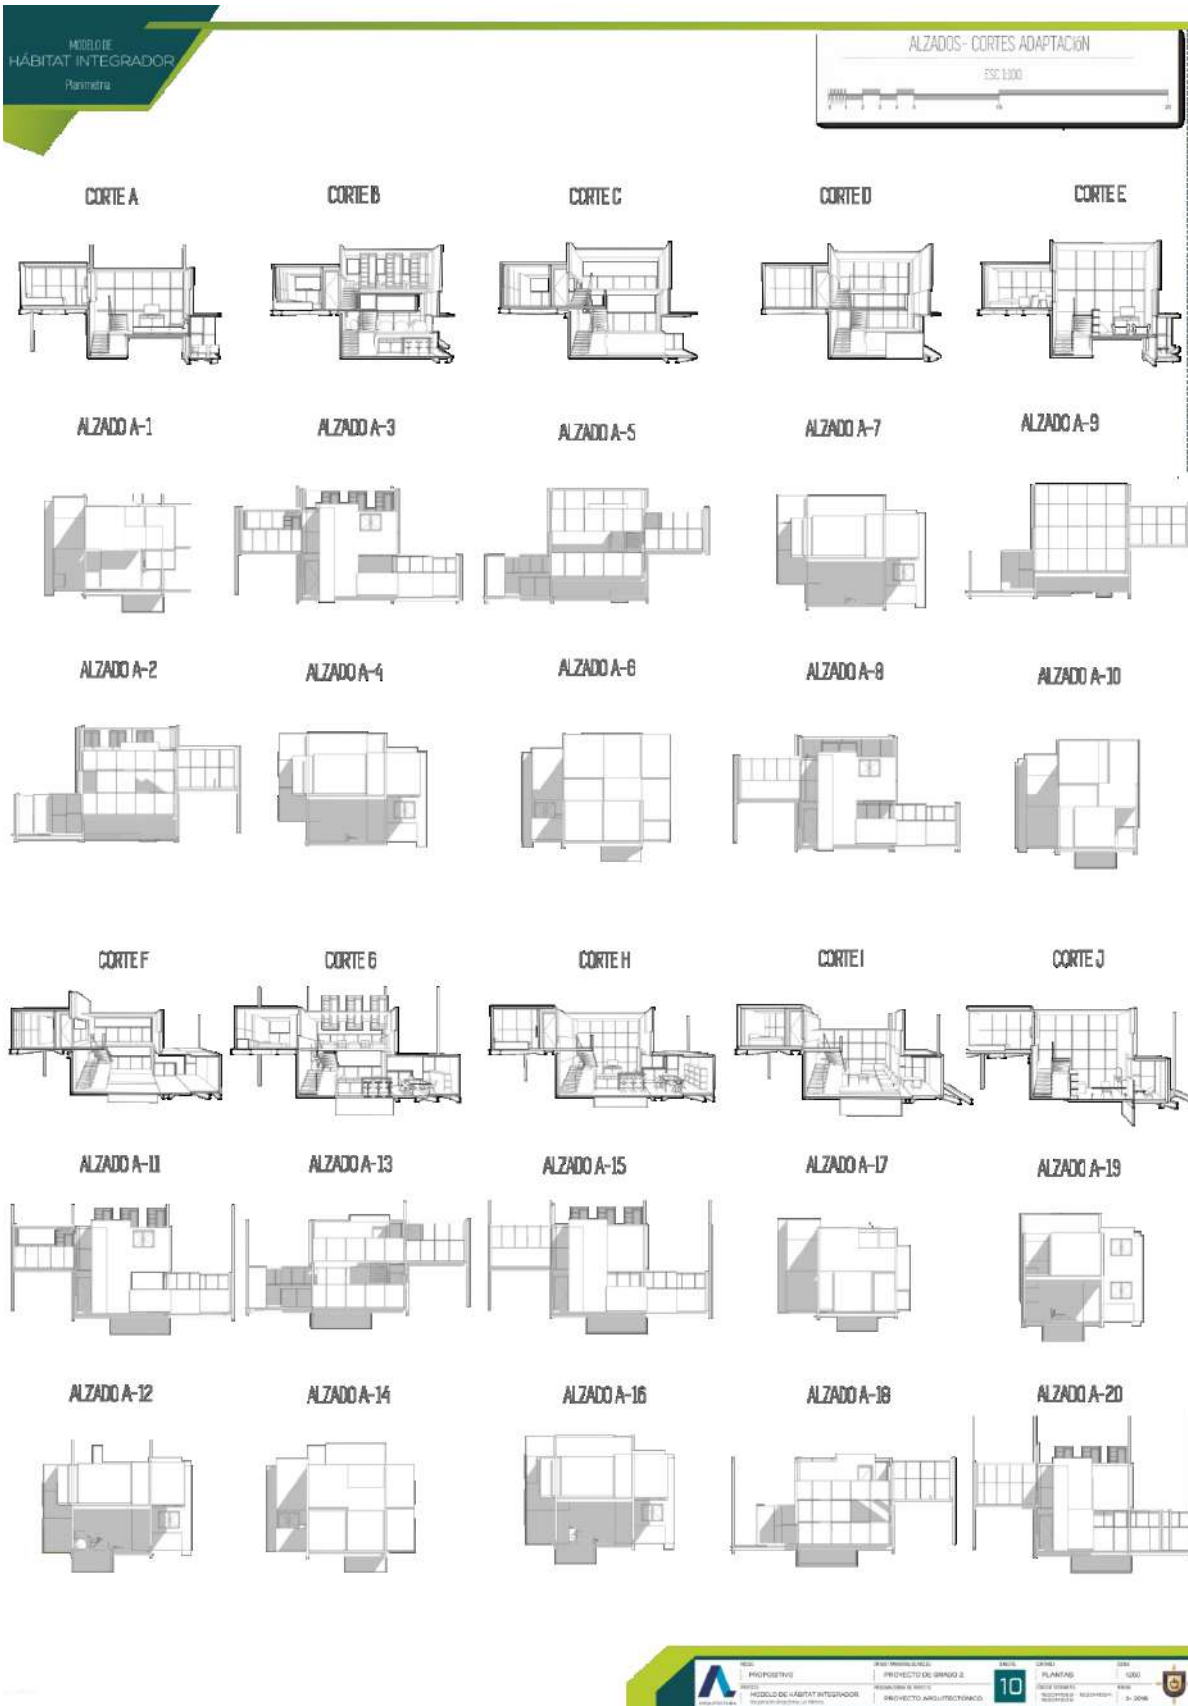 MODELO DE
HÁBITAT INTEGRADOR
Planimetria
ALZADOS- CORTES ADAPTACIÓN
ESC 1:100
CORTE A
CORTE B
CORTE C
CORTE D
CORTE E
ALZADO A-1
ALZADO A-3
ALZADO A-5
ALZADO A-7
ALZADO A-9
ALZADO A-2
ALZADO A-4
ALZADO A-6
ALZADO A-8
ALZADO A-10
CORTE F
CORTE G
CORTE H
CORTE I
CORTE J
ALZADO A-11
ALZADO A-13
ALZADO A-15
ALZADO A-17
ALZADO A-19
ALZADO A-12
ALZADO A-14
ALZADO A-16
ALZADO A-18
ALZADO A-20
ARQUITECTURA
PROPOSITIVO
MODELO DE HÁBITAT INTEGRADOR
PROYECTO DE GRADO 2
PROYECTO ARQUITECTONICO
10
PLANTAS